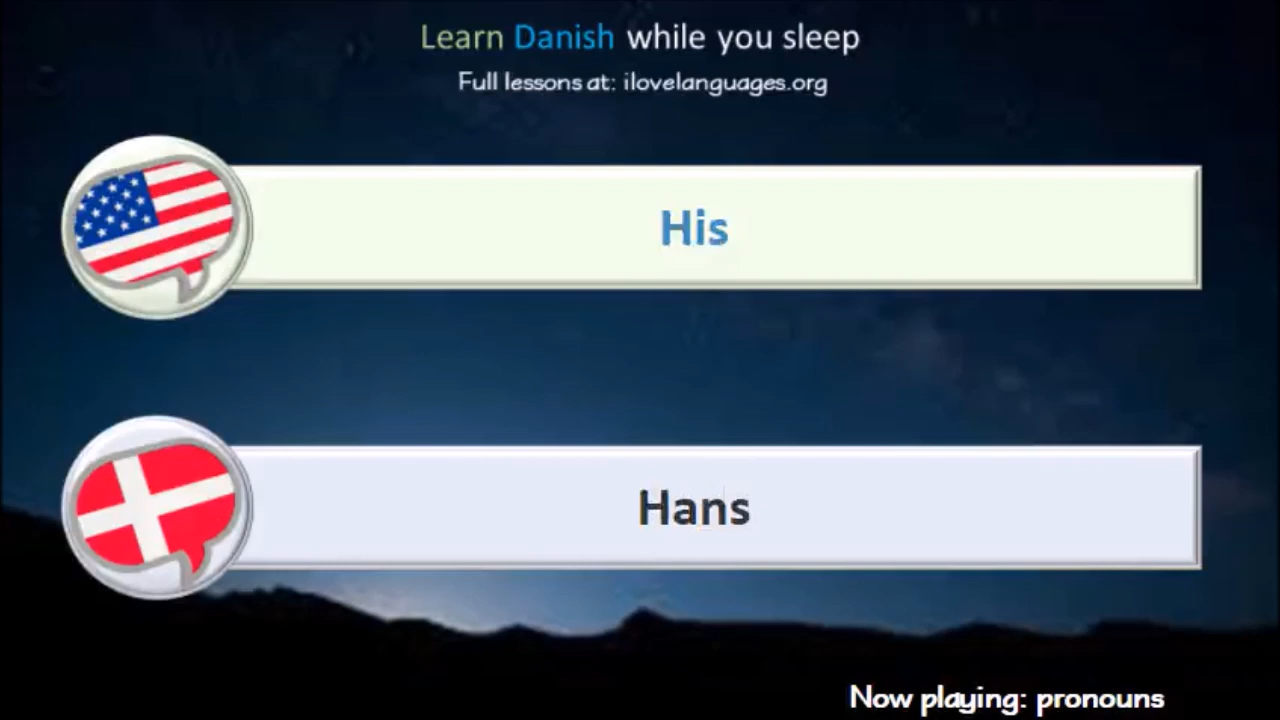 Learn Danish while you sleep
Full lessons at: ilovelanguages.org
His
Hans
Now playing: pronouns